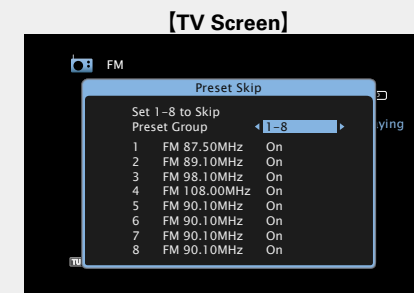 【TV Screen】
FM
Preset Skip
Set 1-8 to Skip
Preset Group 1-8
ying
1 FM 87.50MHz On
2 FM 89.10MHz On
3 FM 98.10MHz On
4 FM 108.00MHz On
5 FM 90.10MHz On
6 FM 90.10MHz On
7 FM 90.10MHz On
8 FM 90.10MHz On
TU